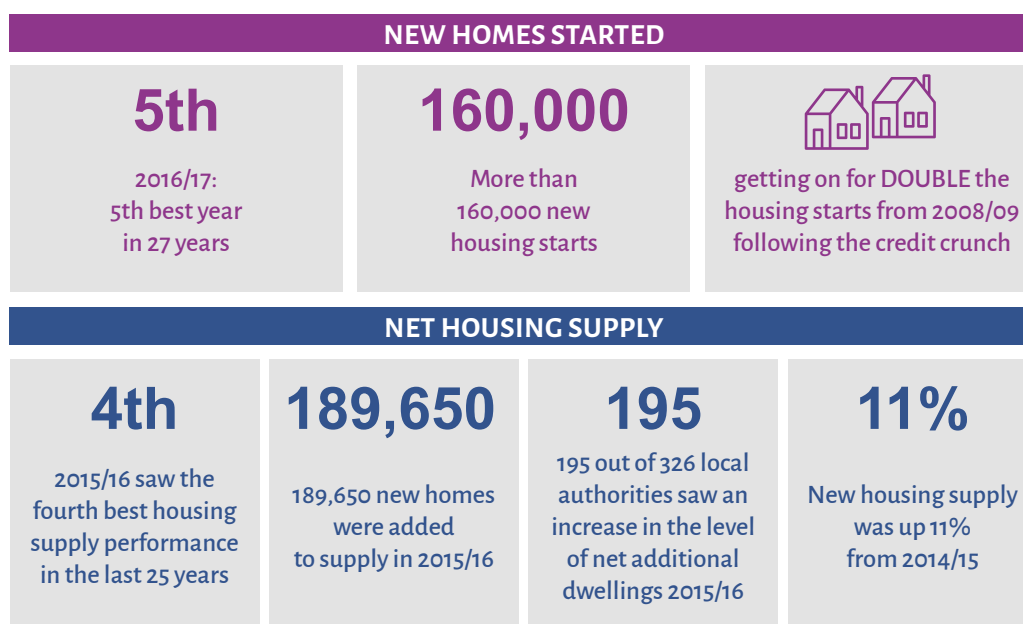 NEW HOMES STARTED
5th
2016/17:
5th best year
in 27 years
160,000
More than
160,000 new
housing starts
getting on for DOUBLE the
housing starts from 2008/09
following the credit crunch
NET HOUSING SUPPLY
4th
2015/16 saw the
fourth best housing
supply performance
in the last 25 years
189,650
189,650 new homes
were added
to supply in 2015/16
195
195 out of 326 local
authorities saw an
increase in the level
of net additional
dwellings 2015/16
11%
New housing supply
was up 11%
from 2014/15